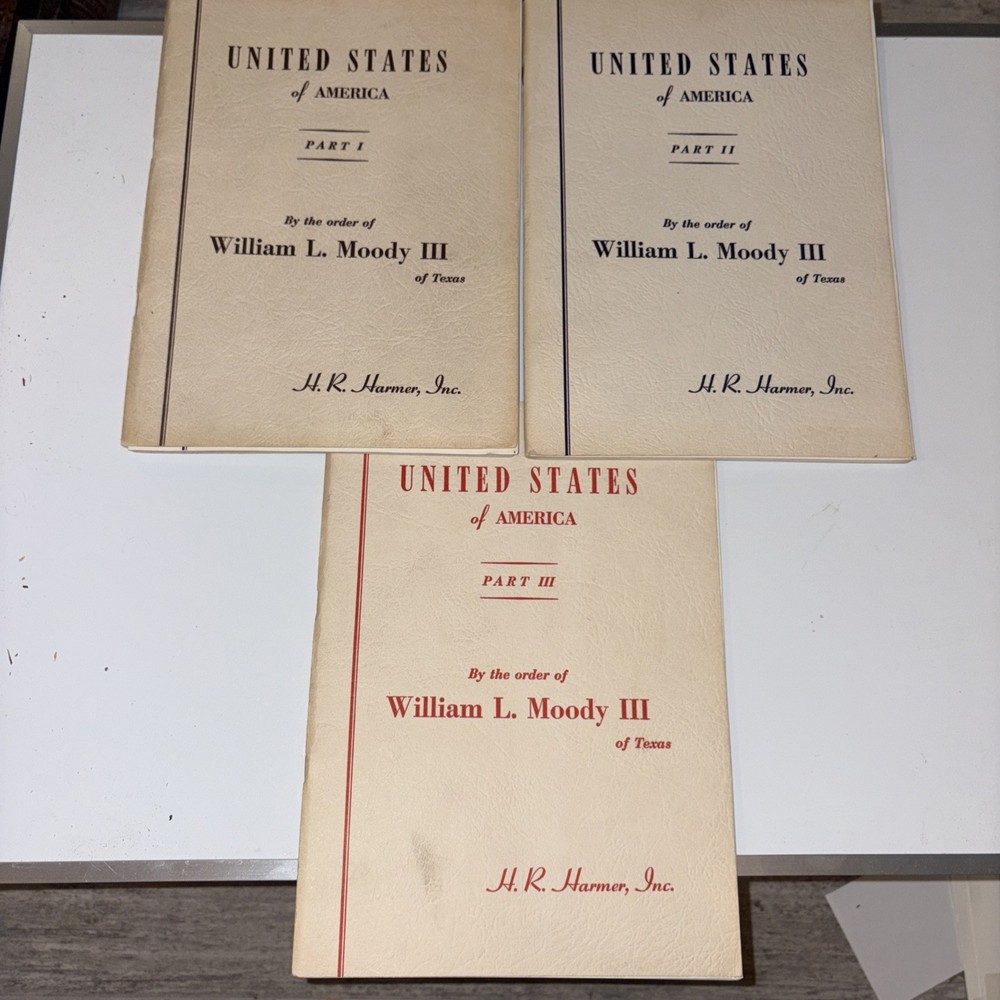 UNITED STATES
of AMERICA
PART I
By the order of
William L. Moody III
of Texas
H. R. Harmer, Inc.
UNITED STATES
of AMERICA
PART II
By the order of
William L. Moody III
of Texas
H. R. Harmer, Inc.
UNITED STATES
of AMERICA
PART III
By the order of
William L. Moody III
of Texas
H. R. Harmer, Inc.